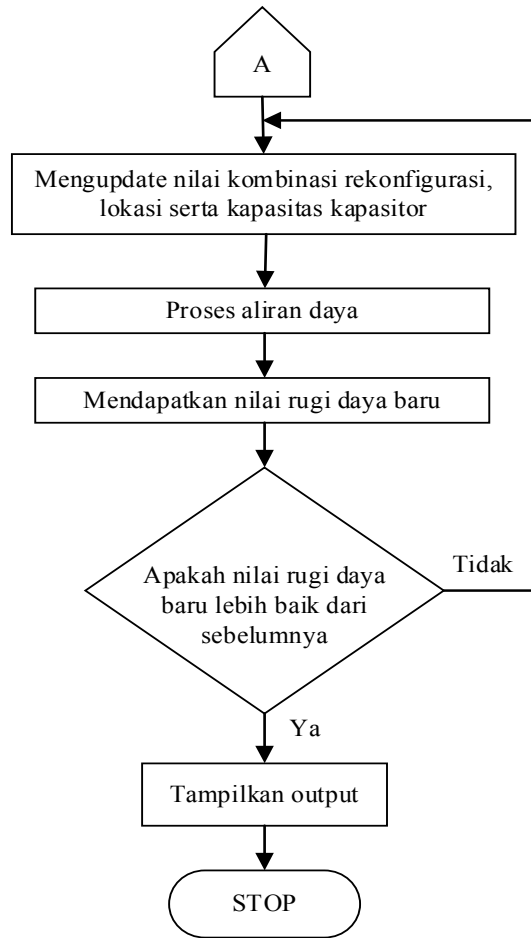 A
Mengupdate nilai kombinasi rekonfigurasi,
lokasi serta kapasitas kapasitor
Proses aliran daya
Mendapatkan nilai rugi daya baru
Apakah nilai rugi daya
baru lebih baik dari
sebelumnya
Tidak
Ya
Tampilkan output
STOP